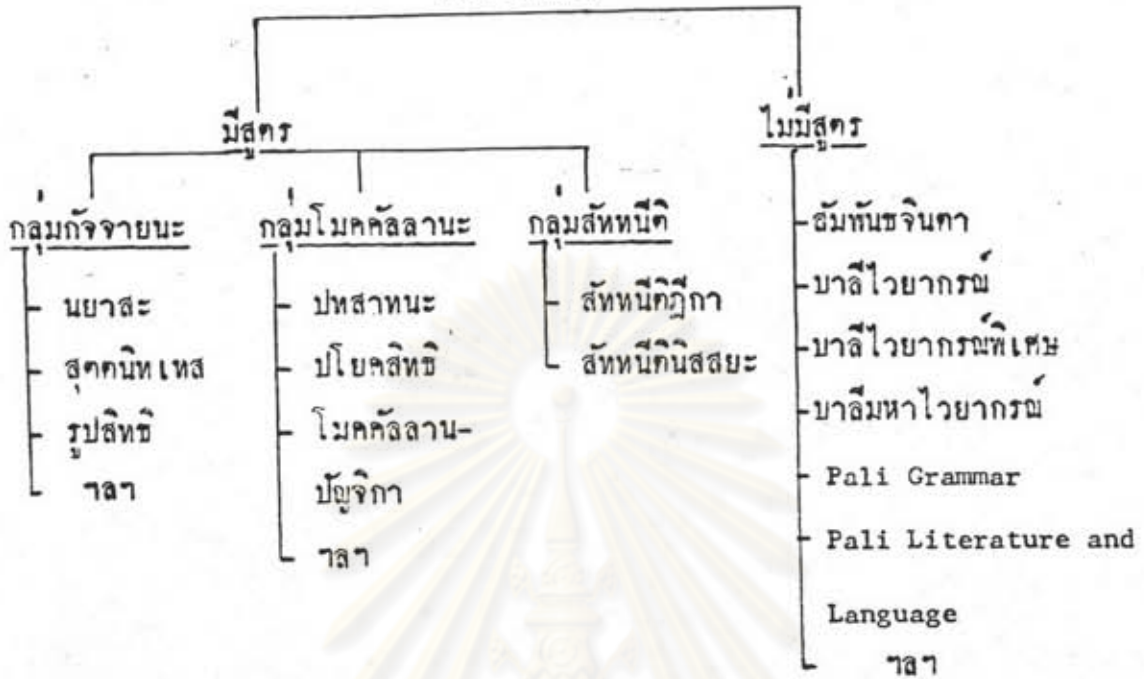 มีสูตร
ไม่มีสูตร
กลุ่มกัจจายนะ
นยาสะ
สุตตนิทเทส
รูปสิทธิ
ฯลฯ
กลุ่มโมคคัลลานะ
ปทสาทนะ
ปโยคสิทธิ
โมคคัลลาน-
ปัญจิกา
ฯลฯ
กลุ่มสัททนีติ
สัททนีติฎีกา
สัททนีตินิสสยะ
สัมพันธจินตา
บาลีไวยากรณ์
บาลีไวยากรณ์พิเศษ
บาลีมหาไวยากรณ์
Pali Grammar
Pali Literature and
Language
ฯลฯ